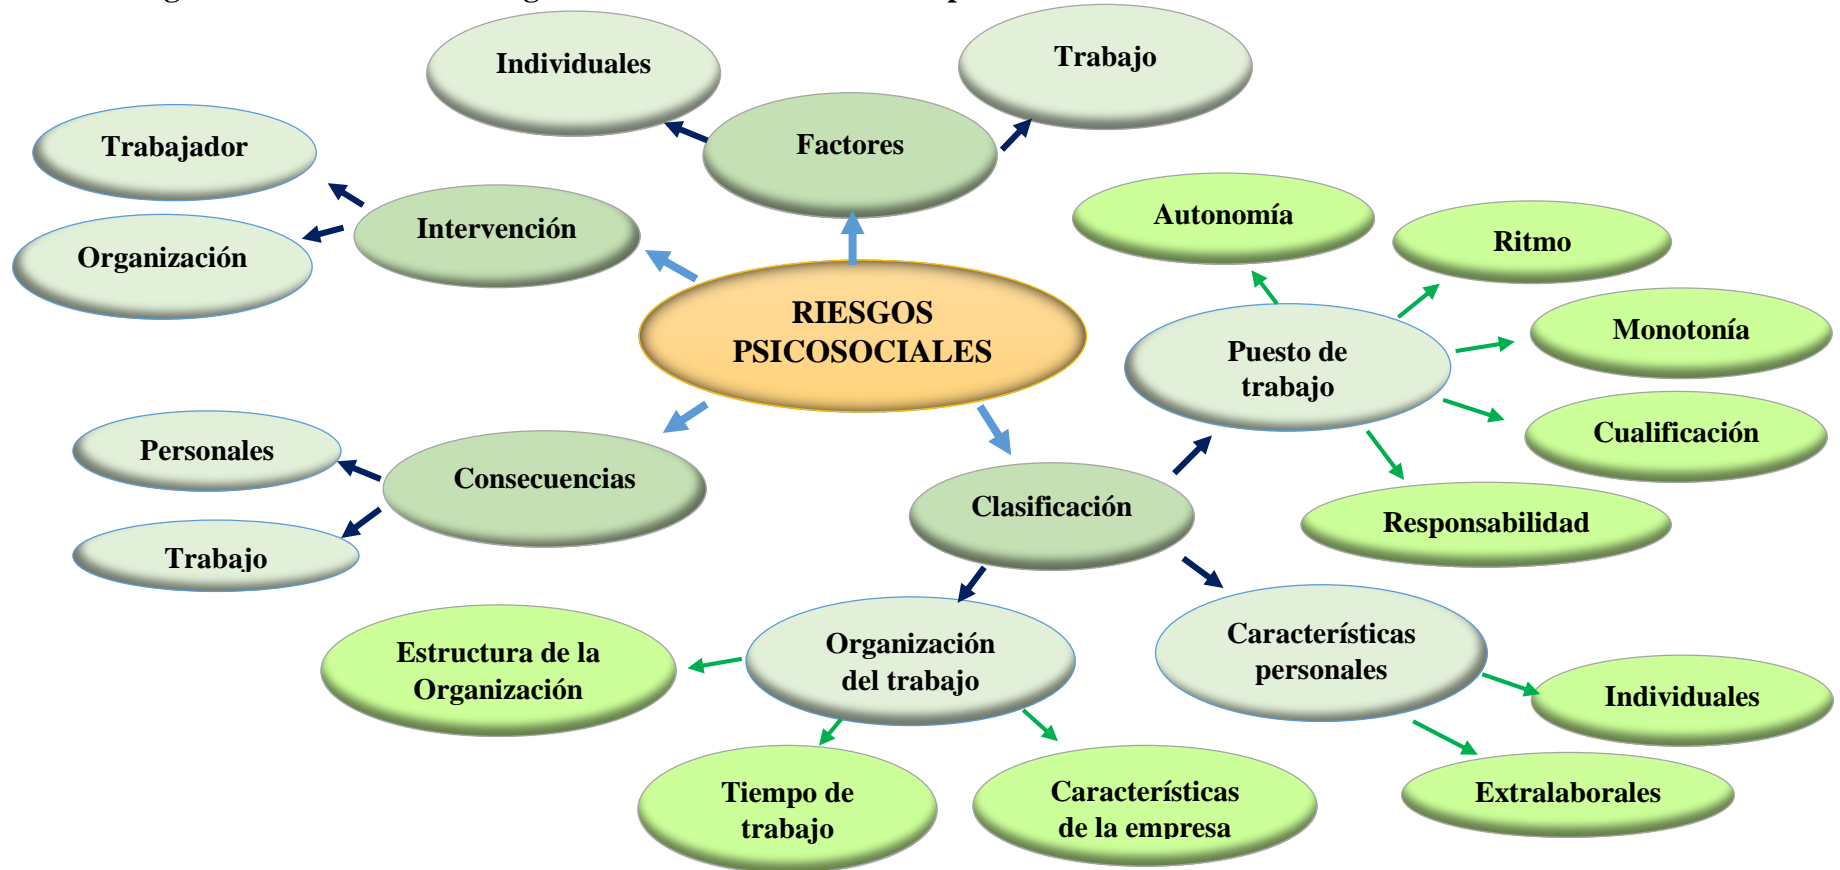 Individuales
Trabajo
Factores
Trabajador
Intervención
Organización
Autonomía
Ritmo
RIESGOS
PSICOSOCIALES
Puesto de
trabajo
Monotonía
Cualificación
Responsabilidad
Personales
Consecuencias
Trabajo
Clasificación
Estructura de la
Organización
Organización
del trabajo
Características
personales
Individuales
Tiempo de
trabajo
Características
de la empresa
Extralaborales